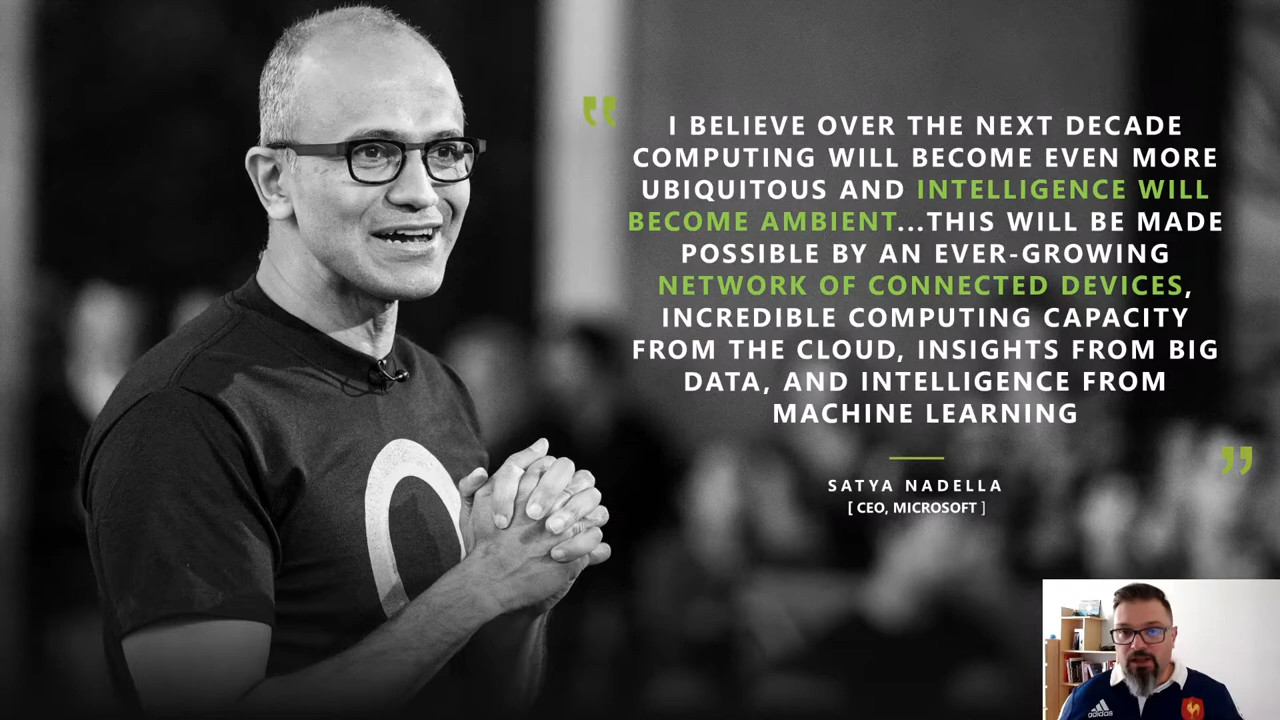 “
I BELIEVE OVER THE NEXT DECADE
COMPUTING WILL BECOME EVEN MORE
UBIQUITOUS AND INTELLIGENCE WILL
BECOME AMBIENT...THIS WILL BE MADE
POSSIBLE BY AN EVER-GROWING
NETWORK OF CONNECTED DEVICES,
INCREDIBLE COMPUTING CAPACITY
FROM THE CLOUD, INSIGHTS FROM BIG
DATA, AND INTELLIGENCE FROM
MACHINE LEARNING
”
SATYA NADELLA
[ CEO, MICROSOFT ]
adidas